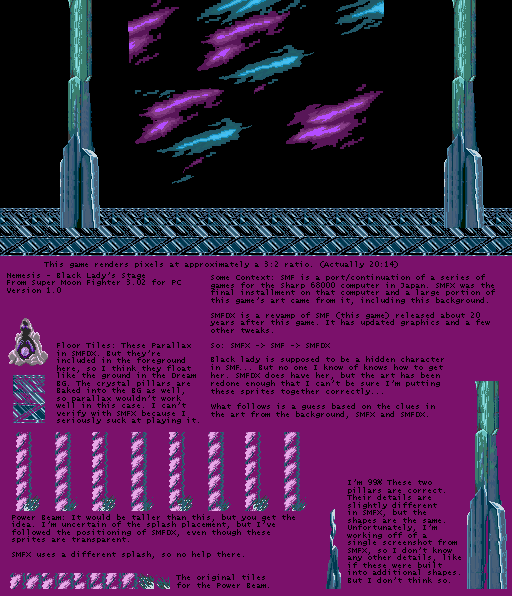 This game renders pixels at approximately a 3:2 ratio. (Actually 20:14)
Nemesis - Black Lady's Stage
From Super Moon Fighter 3.02 for PC
Version 1.0
Some Context: SMF is a port/continuation of a series of
games for the Sharp 68000 computer in Japan. SMFX was the
final installment on that computer and a large portion of
this game's art came from it, including this background.
SMFDX is a revamp of SMF (this game) released about 20
years after this game. It has updated graphics and a few
other tweaks.
So: SMFX -> SMF -> SMFDX
Black lady is supposed to be a hidden character
in SMF... But no one I know of knows how to get
her. SMFDX does have her, but the art has been
redone enough that I can't be sure I'm putting
these sprites together correctly...
What follows is a guess based on the clues in
the art from the background, SMFX and SMFDX.
Floor Tiles: These Parallax
in SMFDX. But they're
included in the foreground
here, so I think they float
like the ground in the Dream
BG. The crystal pillars are
Baked into the BG as well,
so parallax wouldn't work
well in this case. I can't
verify with SMFX because I
seriously suck at playing it.
Power Beam: It would be taller than this, but you get the
idea. I'm uncertain of the splash placement, but I've
followed the positioning of SMFDX, even though these
sprites are transparent.
SMFX uses a different splash, so no help there.
The original tiles
for the Power Beam.
I'm 99% These two
pillars are correct.
Their details are
slightly different
in SMFX, but the
shapes are the same.
Unfortunately, I'm
working off of a
single screenshot from
SMFX, so I don't know
any other details, like
if these were built
into additional shapes.
But I don't think so.